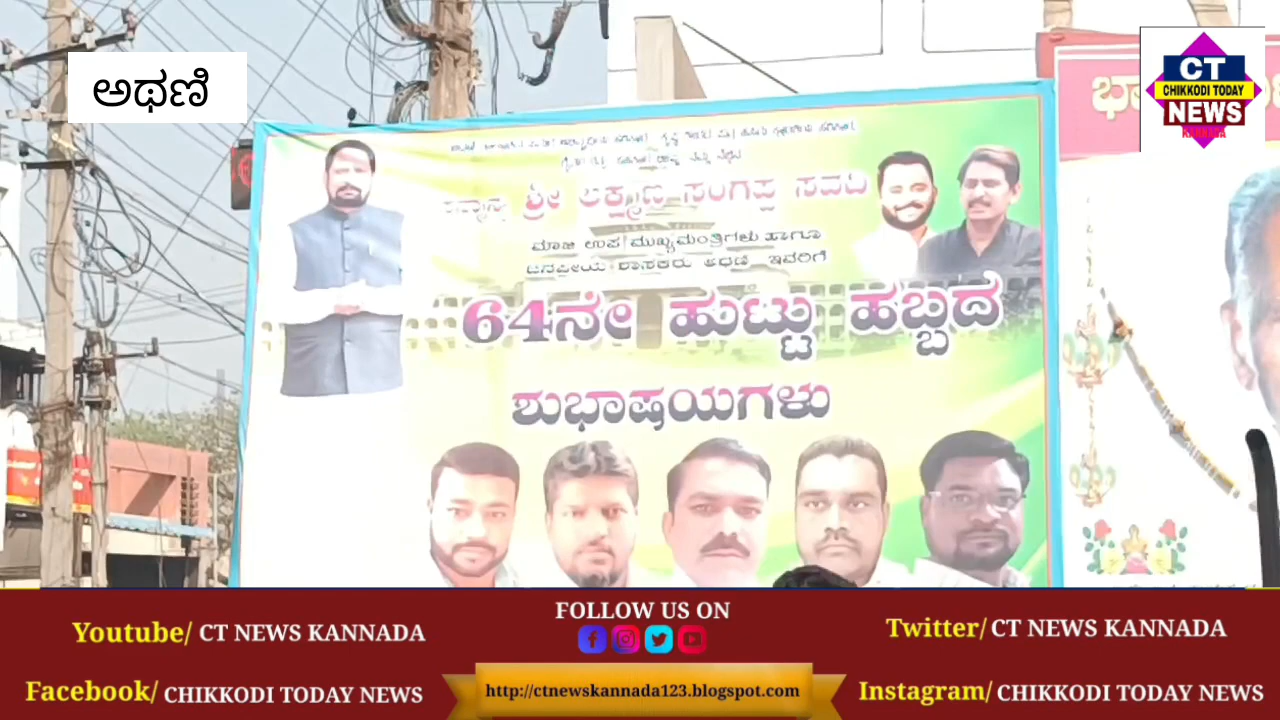 ಅಥಣಿ
CT
CHIKKODI TODAY
NEWS
KANNADA
ಶ್ರೀ ಲಕ್ಷ್ಮಣ ಸಂಗಪ್ಪ ಸವದಿ
ಮಾಜಿ ಉಪ ಮುಖ್ಯಮಂತ್ರಿಗಳು ಹಾಗೂ
ಜನಪ್ರೀಯ ಶಾಸಕರು ಅಥಣಿ ಇವರಿಗೆ
64ನೇ ಹುಟ್ಟು ಹಬ್ಬದ
ಶುಭಾಷಯಗಳು
FOLLOW US ON
Youtube/ CT NEWS KANNADA
Twitter/ CT NEWS KANNADA
Facebook/ CHIKKODI TODAY NEWS
http://ctnewskannada123.blogspot.com
Instagram/ CHIKKODI TODAY NEWS